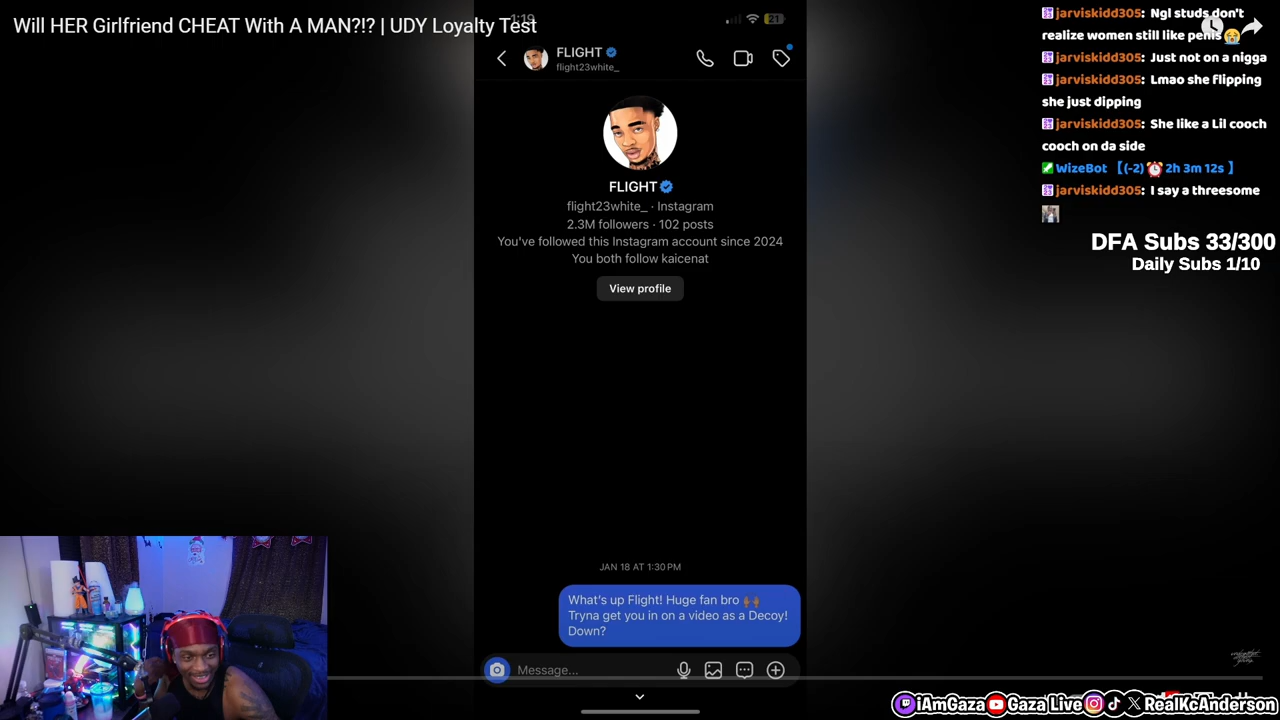 Will HER Girlfriend CHEAT With A MAN?!? | UDY Loyalty Test
1:19
21
FLIGHT
flight23white_
FLIGHT
flight23white_ · Instagram
2.3M followers · 102 posts
You've followed this Instagram account since 2024
You both follow kaicenat
View profile
JAN 18 AT 1:30 PM
What's up Flight! Huge fan bro 🙌🏾
Tryna get you in on a video as a Decoy!
Down?
Message...
jarviskidd305: Ngl studs don't
realize women still like penis😭
jarviskidd305: Just not on a nigga
jarviskidd305: Lmao she flipping
she just dipping
jarviskidd305: She like a Lil cooch
cooch on da side
WizeBot 【(-2)⏰ 2h 3m 12s 】
jarviskidd305: I say a threesome
DFA Subs 33/300
Daily Subs 1/10
iAmGaza Gaza Live RealKcAnderson